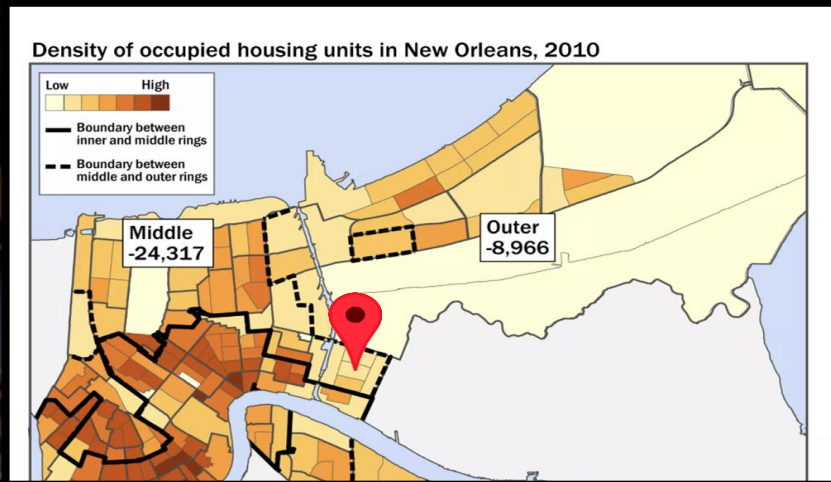 Density of occupied housing units in New Orleans, 2010
Low High
Boundary between
inner and middle rings
Boundary between
middle and outer rings
Middle
-24,317
Outer
-8,966